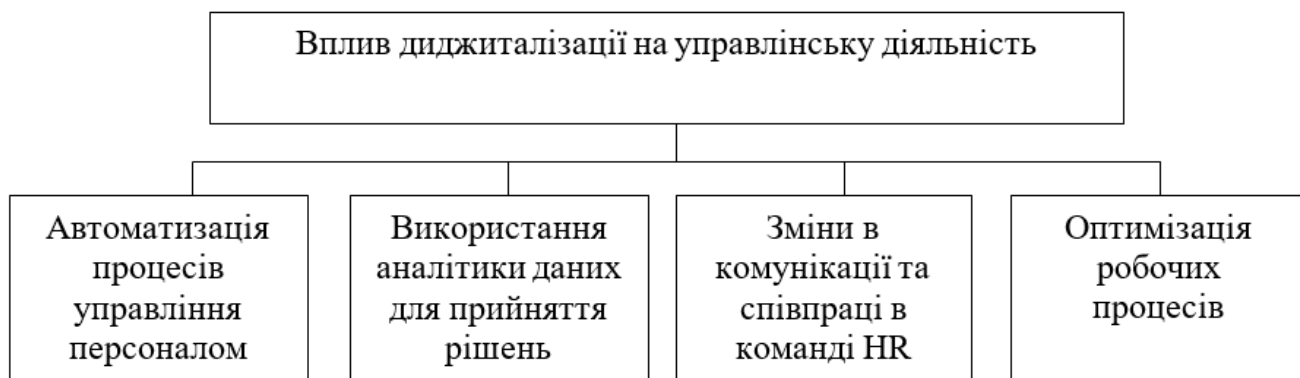 Вплив диджиталізації на управлінську діяльність
Автоматизація
процесів
управління
персоналом
Використання
аналітики даних
для прийняття
рішень
Зміни в
комунікації та
співпраці в
команді HR
Оптимізація
робочих
процесів